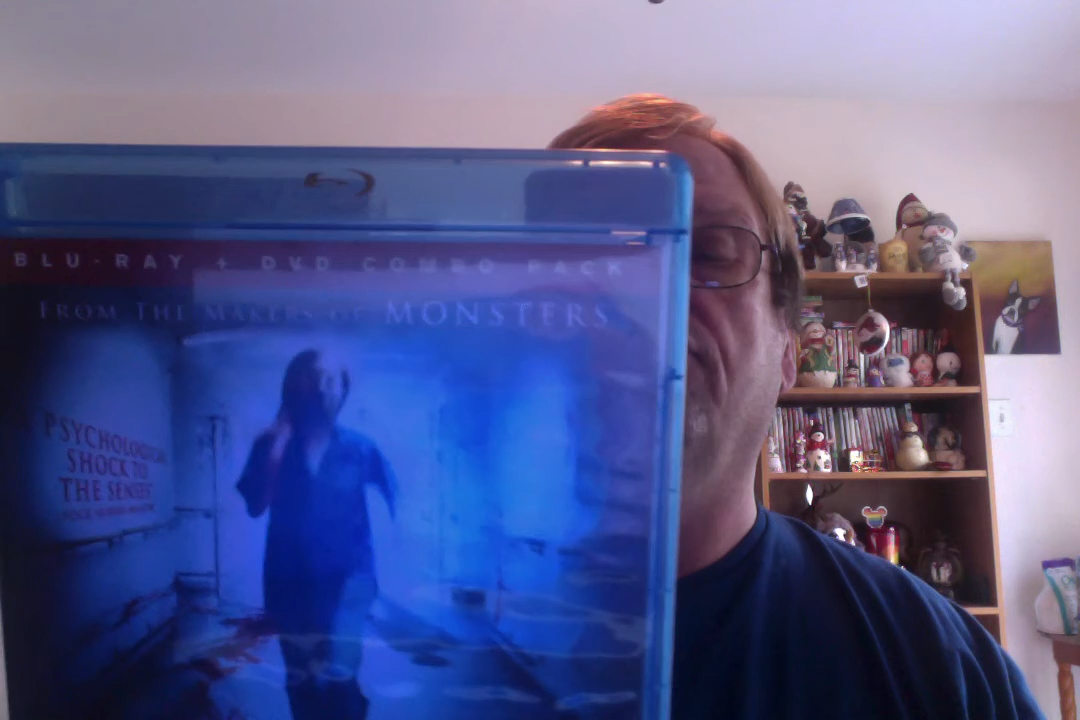 BLU-RAY + DVD COMBO PACK
FROM THE MAKERS OF MONSTERS
PSYCHOLOGICAL
SHOCK TO
THE SENSES